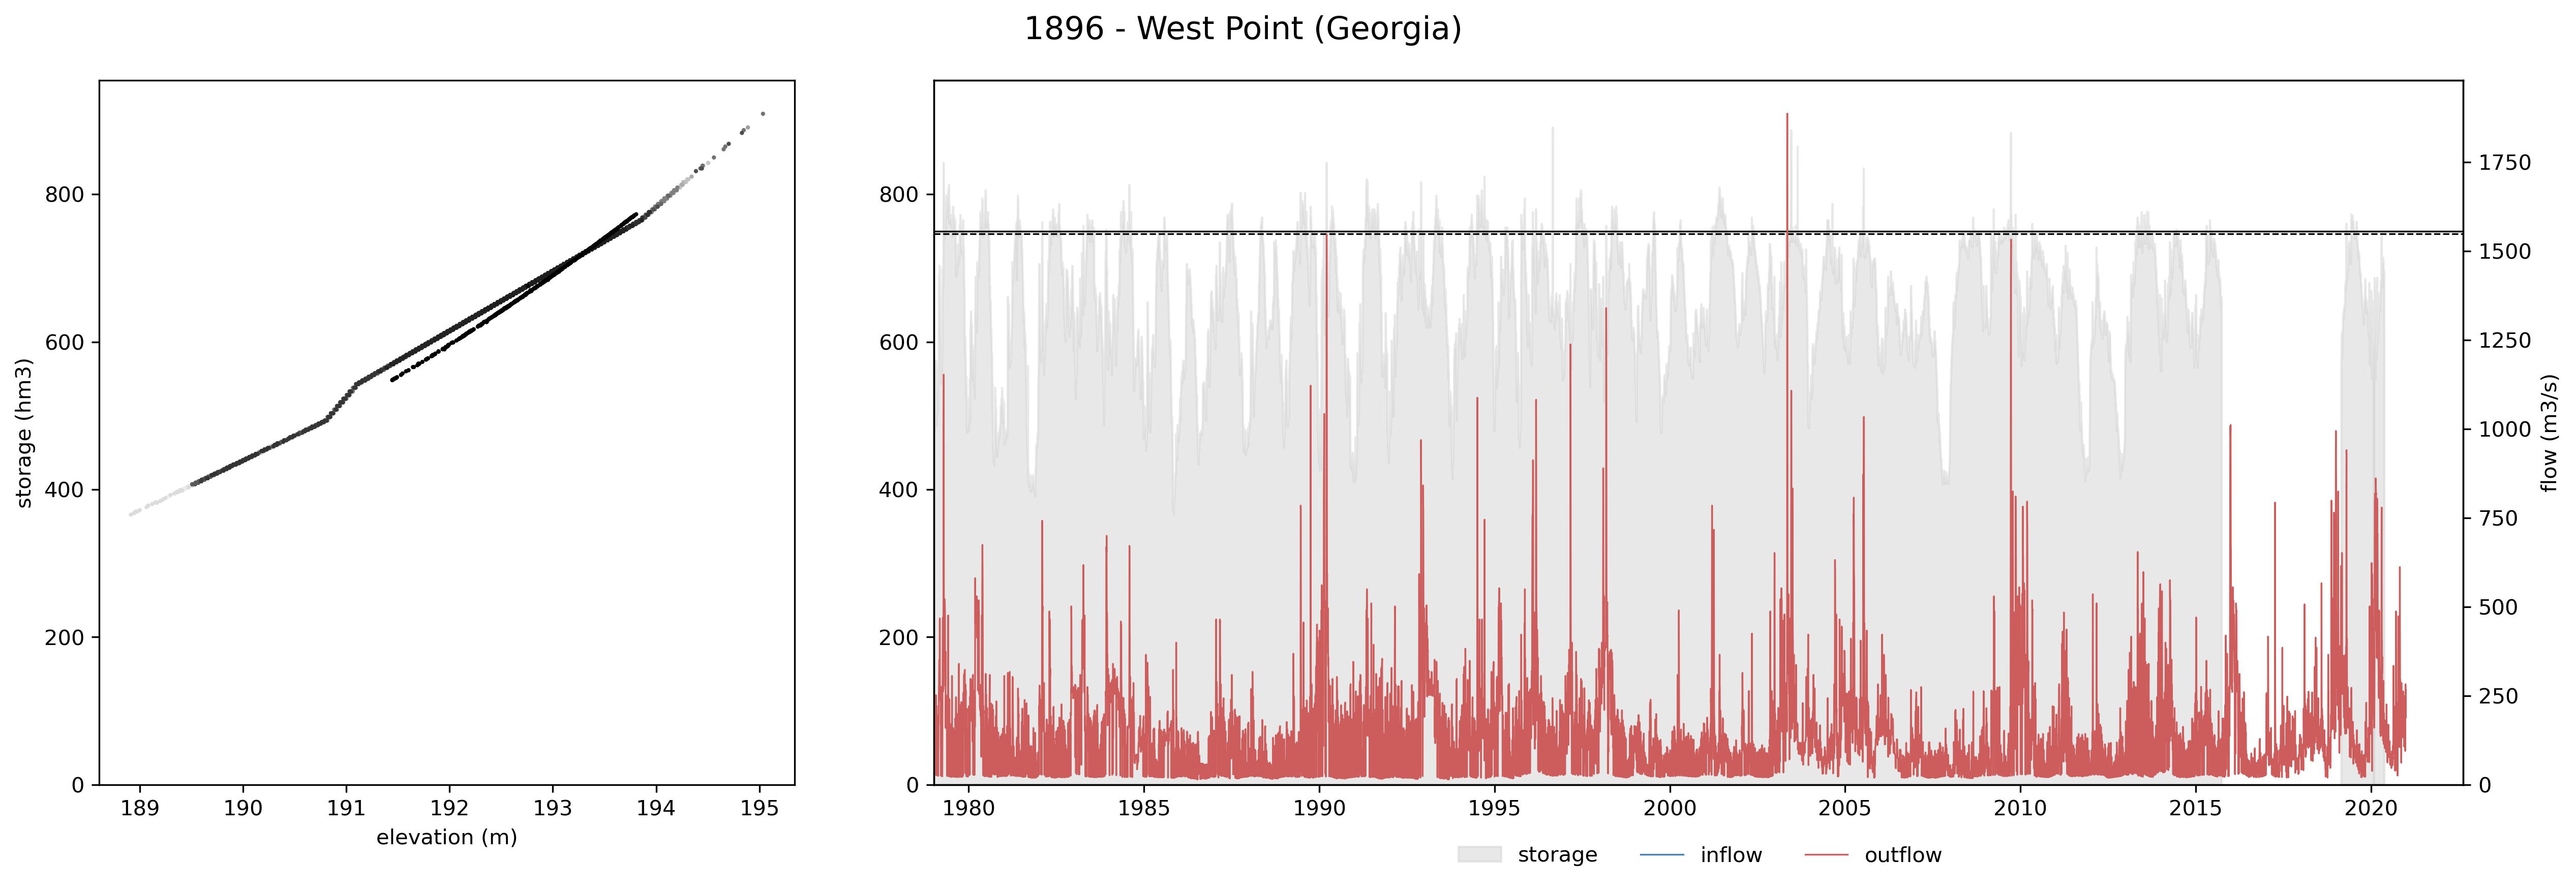 1896 - West Point (Georgia)
storage (hm3)
800
600
400
200
0
189 190 191 192 193 194 195
elevation (m)
800
600
400
200
0
1980 1985 1990 1995 2000 2005 2010 2015 2020
1750
1500
1250
1000
750
500
250
0
flow (m3/s)
storage inflow outflow